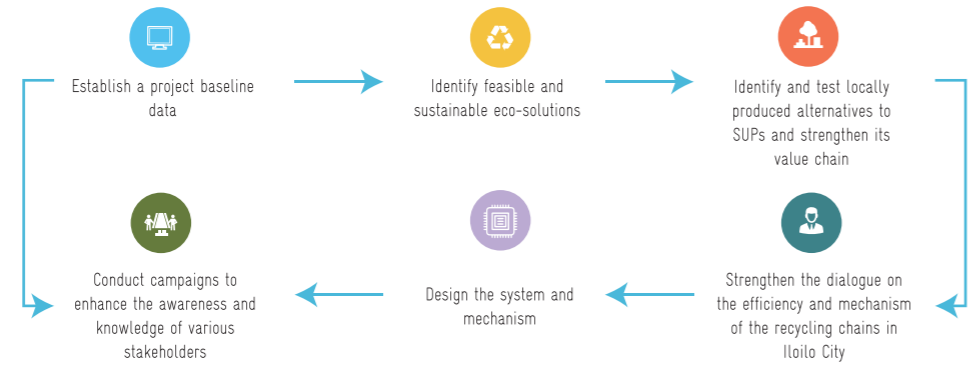 Establish a project baseline
data
Identify feasible and
sustainable eco-solutions
Identify and test locally
produced alternatives to
SUPs and strengthen its
value chain
Strengthen the dialogue on
the efficiency and mechanism
of the recycling chains in
Iloilo City
Design the system and
mechanism
Conduct campaigns to
enhance the awareness and
knowledge of various
stakeholders